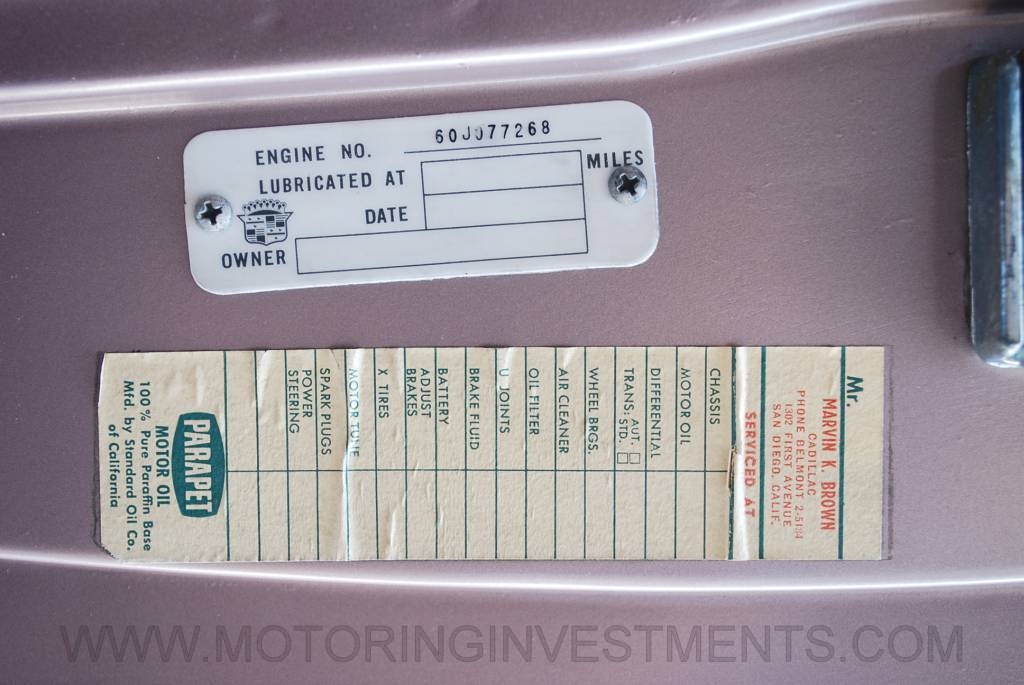 ENGINE NO. 60J077268
LUBRICATED AT MILES
DATE
OWNER
Mr.
MARVIN K. BROWN
CADILLAC
PHONE BELMONT 2-5134
1302 FIRST AVENUE
SAN DIEGO, CALIF.
SERVICED AT
CHASSIS
MOTOR OIL
DIFFERENTIAL
TRANS. AUT. □
STD. □
WHEEL BRGS.
AIR CLEANER
OIL FILTER
U JOINTS
BRAKE FLUID
BATTERY
ADJUST
BRAKES
X TIRES
MOTOR TUNE
SPARK PLUGS
POWER
STEERING
PARAPET
MOTOR OIL
100% Pure Paraffin Base
Mfd. by Standard Oil Co.
of California
WWW.MOTORINGINVESTMENTS.COM